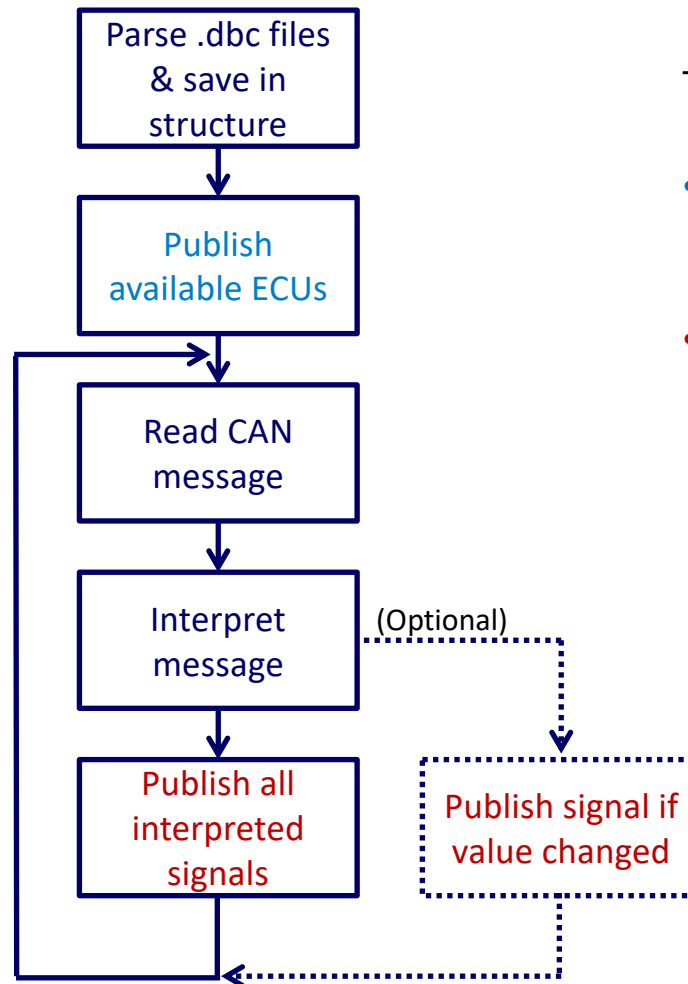 Parse .dbc files
& save in
structure
Publish
available ECUs
Read CAN
message
Interpret
message
(Optional)
Publish all
interpreted
signals
Publish signal if
value changed